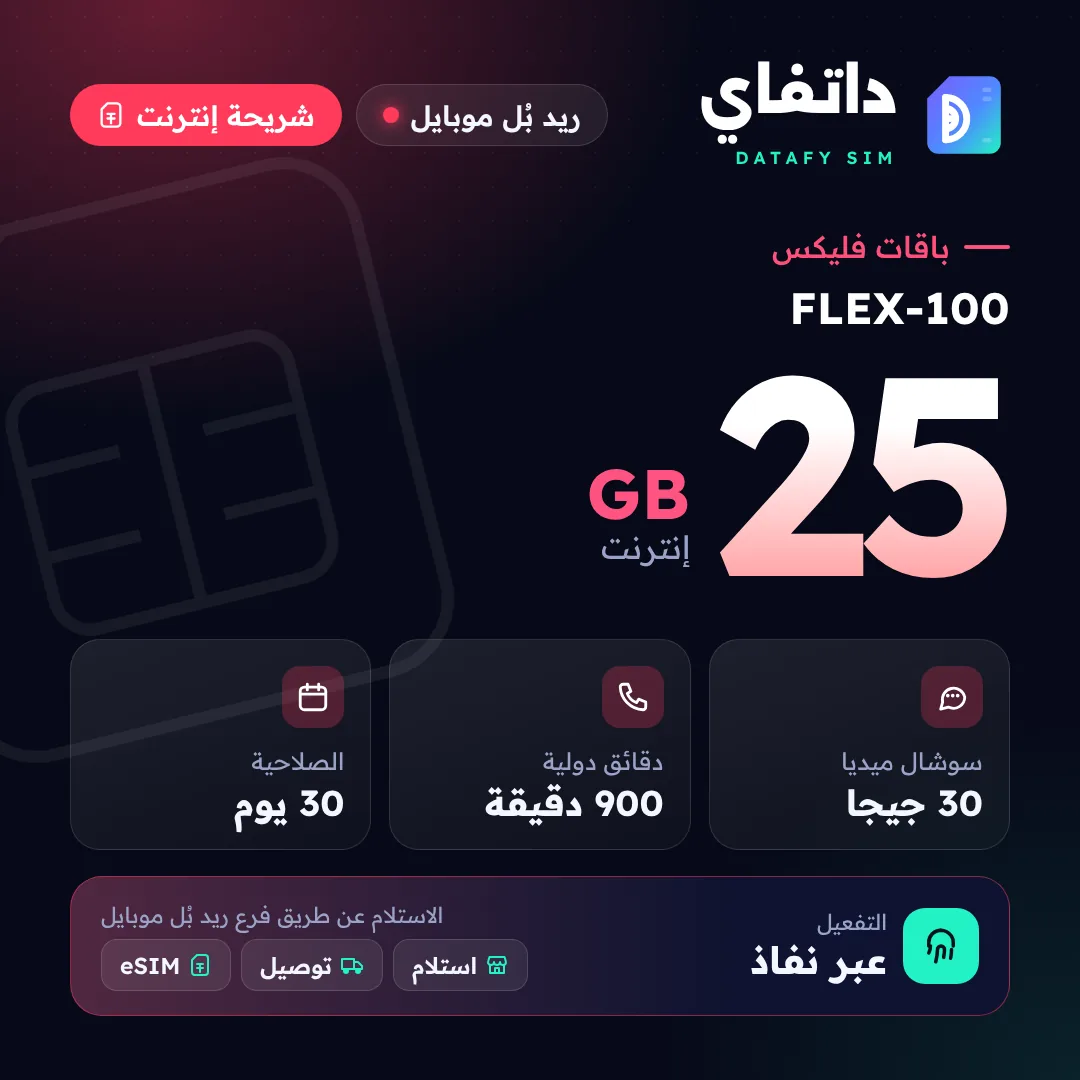 داتفاي
DATAFY SIM
ريد بُل موبايل
شريحة إنترنت
باقات فليكس
FLEX-100
25
GB
إنترنت
سوشال ميديا
30 جيجا
دقائق دولية
900 دقيقة
الصلاحية
30 يوم
التفعيل
عبر نفاذ
الاستلام عن طريق فرع ريد بُل موبايل
استلام
توصيل
eSIM